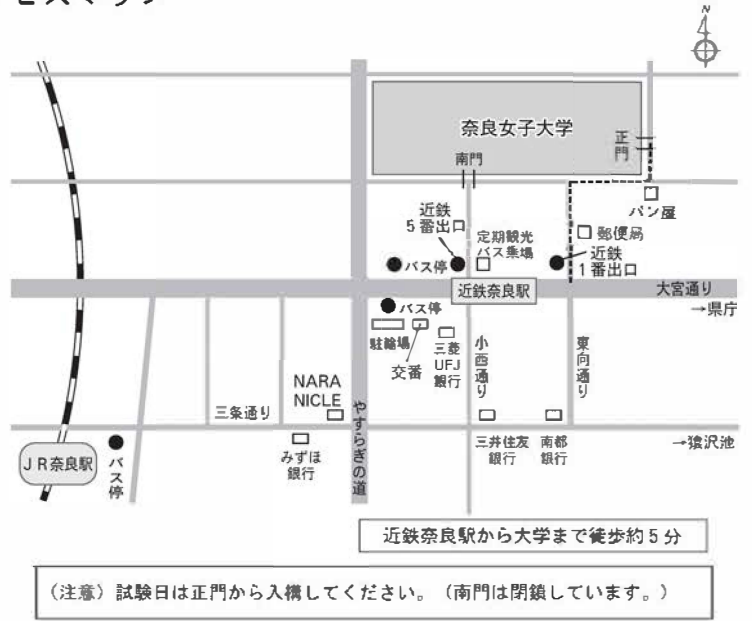 N
奈良女子大学
正門
南門
パン屋
近鉄
5番出口
定期観光
バス乗場
郵便局
近鉄
1番出口
バス停
近鉄奈良駅
大宮通り
→県庁
バス停
駐輪場
交番
三菱
UFJ
銀行
小西通り
東向通り
NARA
NICLE
三条通り
みずほ
銀行
やすらぎの道
三井住友
銀行
南都
銀行
→猿沢池
JR奈良駅
バス停
近鉄奈良駅から大学まで徒歩約5分
(注意)試験日は正門から入構してください。(南門は閉鎖しています。)